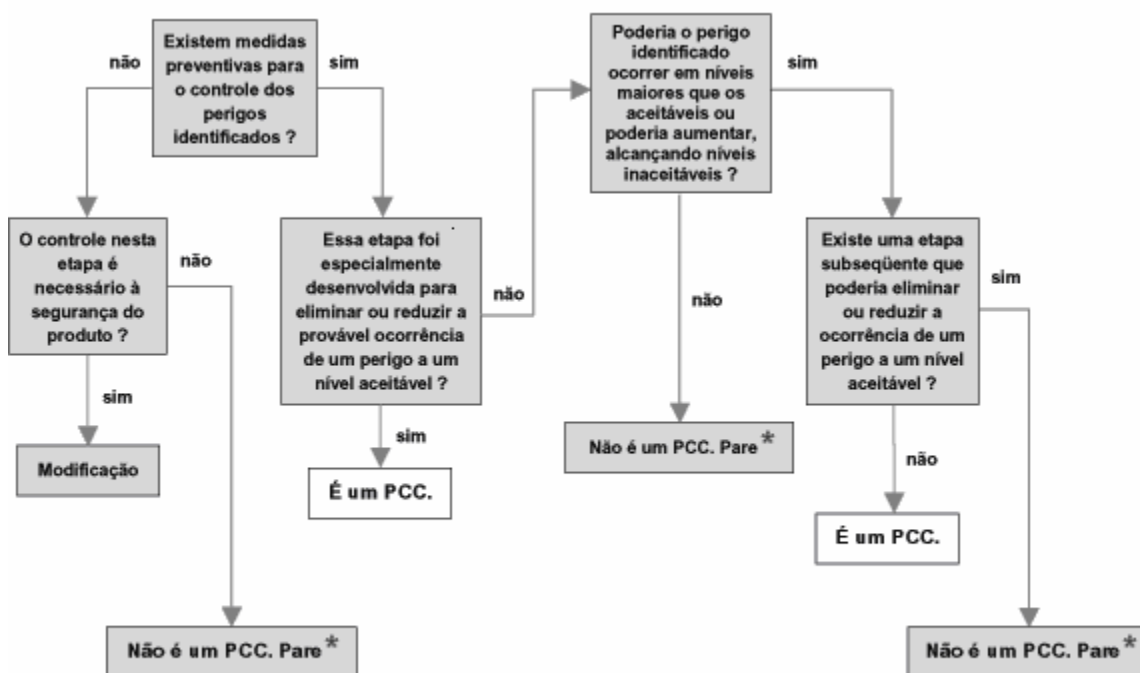 Existem medidas
preventivas para
o controle dos
perigos
identificados ?
não
sim
O controle nesta
etapa é
necessário à
segurança do
produto ?
não
sim
Modificação
Não é um PCC. Pare *
Essa etapa foi
especialmente
desenvolvida para
eliminar ou reduzir a
provável ocorrência
de um perigo a um
nível aceitável ?
não
sim
É um PCC.
Poderia o perigo
identificado
ocorrer em níveis
maiores que os
aceitáveis ou
poderia aumentar,
alcançando níveis
inaceitáveis ?
sim
não
Não é um PCC. Pare *
Existe uma etapa
subseqüente que
poderia eliminar
ou reduzir a
ocorrência de um
perigo a um nível
aceitável ?
sim
não
É um PCC.
Não é um PCC. Pare *